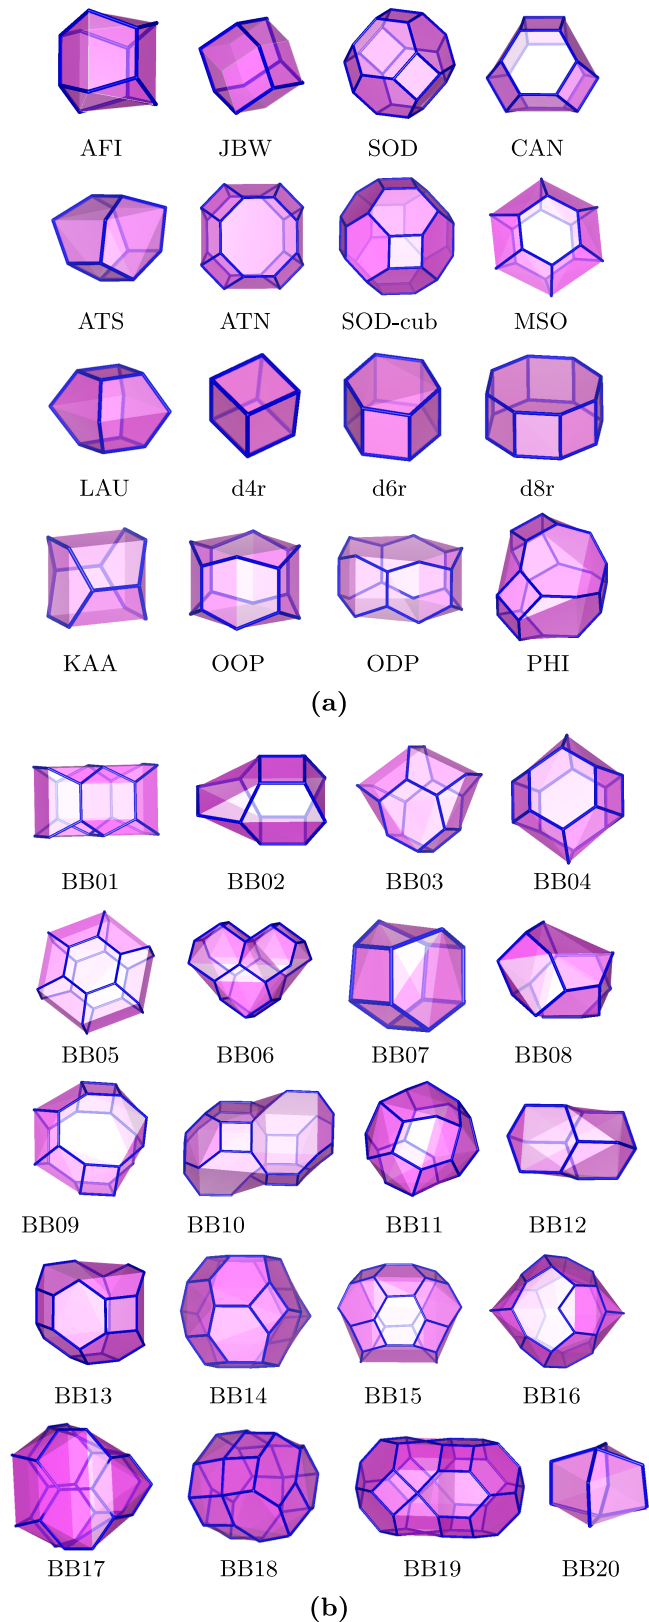 AFI JBW SOD CAN
ATS ATN SOD-cub MSO
LAU d4r d6r d8r
KAA OOP ODP PHI
(a)
BB01 BB02 BB03 BB04
BB05 BB06 BB07 BB08
BB09 BB10 BB11 BB12
BB13 BB14 BB15 BB16
BB17 BB18 BB19 BB20
(b)